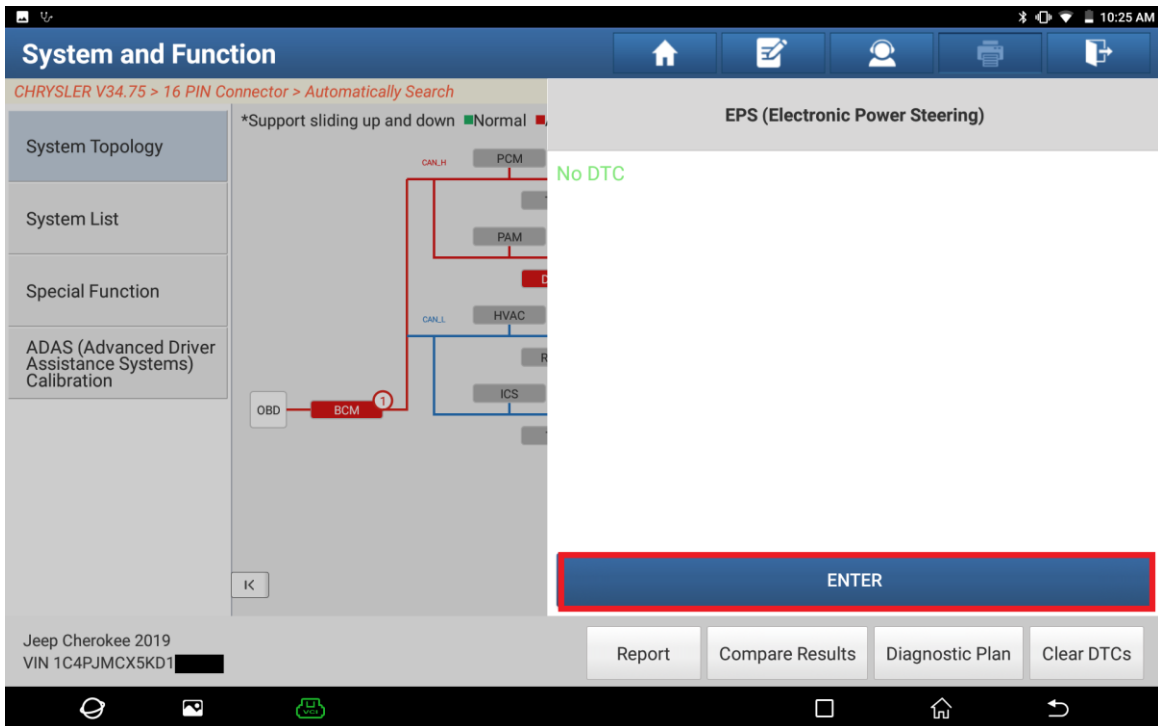 10:25 AM
System and Function
CHRYSLER V34.75 > 16 PIN Connector > Automatically Search
System Topology
System List
Special Function
ADAS (Advanced Driver
Assistance Systems)
Calibration
*Support sliding up and down Normal
CAN_H
PCM
PAM
CAN_L
HVAC
ICS
OBD
BCM
1
EPS (Electronic Power Steering)
No DTC
ENTER
Jeep Cherokee 2019
VIN 1C4PJMCX5KD1
Report
Compare Results
Diagnostic Plan
Clear DTCs
VCI